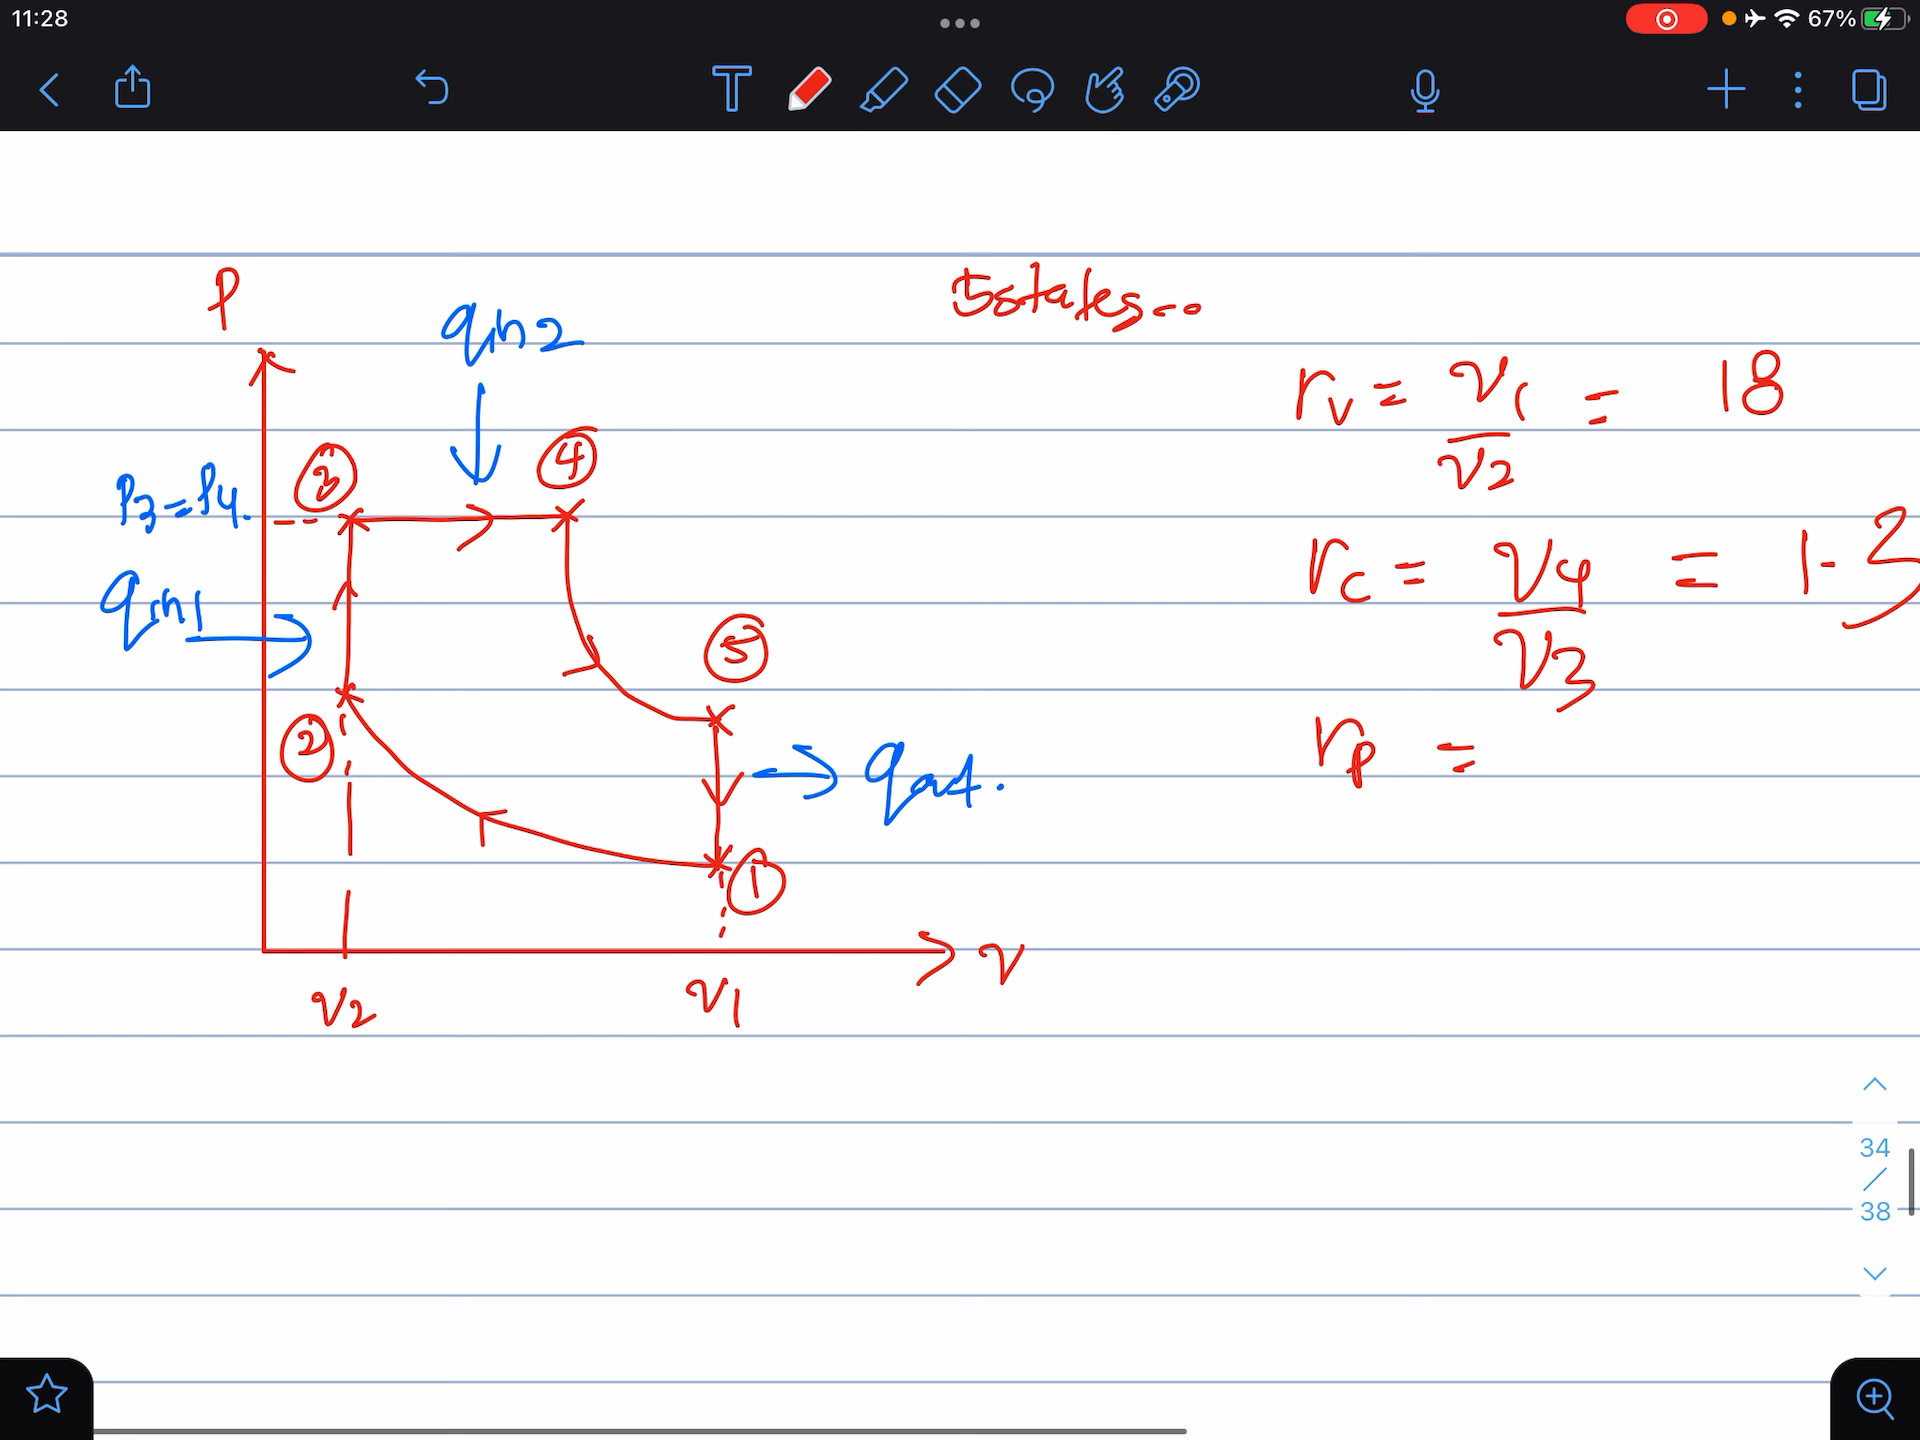 11:28
67%
T
P
5states..
qin2
rv = v1 = 18
v2
③ ④
P3=P4.
rc = v4 = 1.3
v3
qin1
⑤
② rp =
qout.
①
v
v2 v1
34
/
38